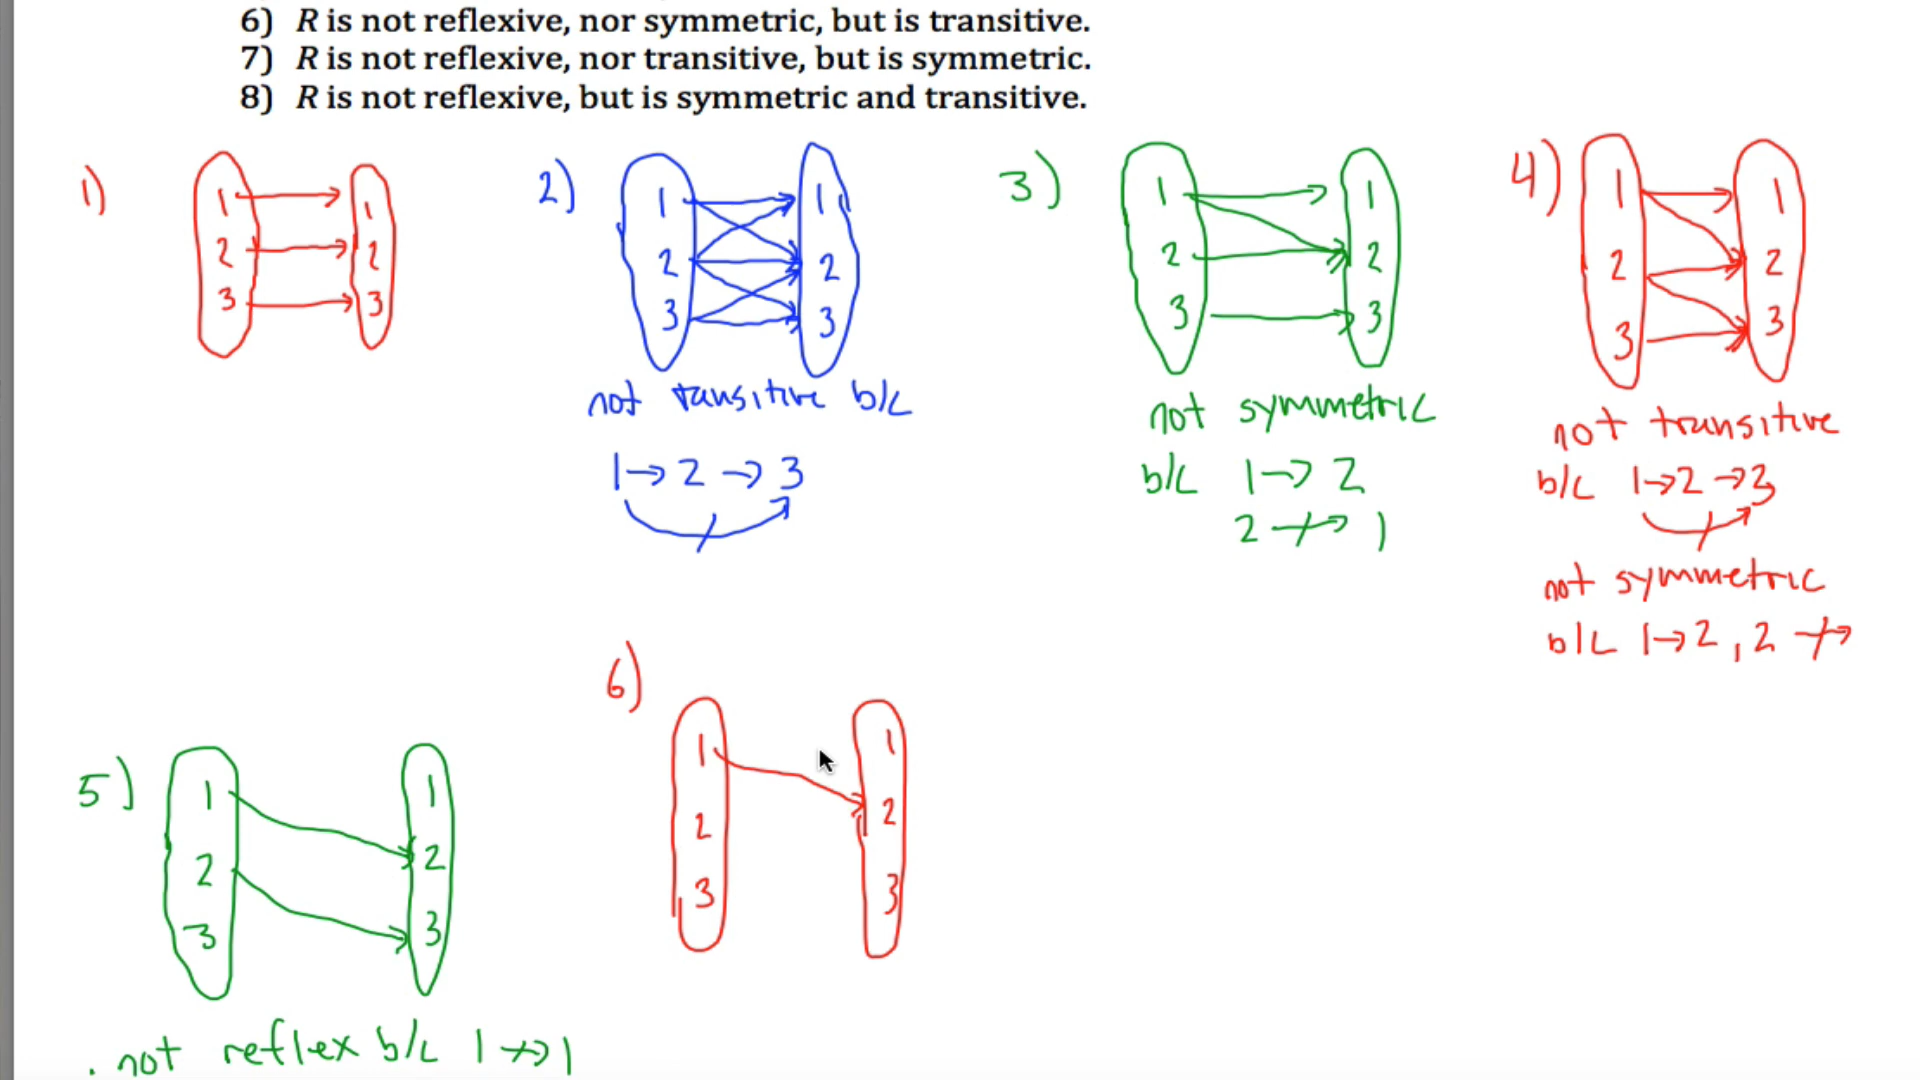 6) R is not reflexive, nor symmetric, but is transitive.
7) R is not reflexive, nor transitive, but is symmetric.
8) R is not reflexive, but is symmetric and transitive.
1)
1 1
2 2
3 3
2)
1 1
2 2
3 3
not tansitive b/c
1→2→3
3)
1 1
2 2
3 3
not symmetric
b/c 1→2
2↛1
4)
1 1
2 2
3 3
not transitive
b/c 1→2→3
not symmetric
b/c 1→2, 2↛
5)
1 1
2 2
3 3
. not reflex b/c 1↛1
6)
1 1
2 2
3 3